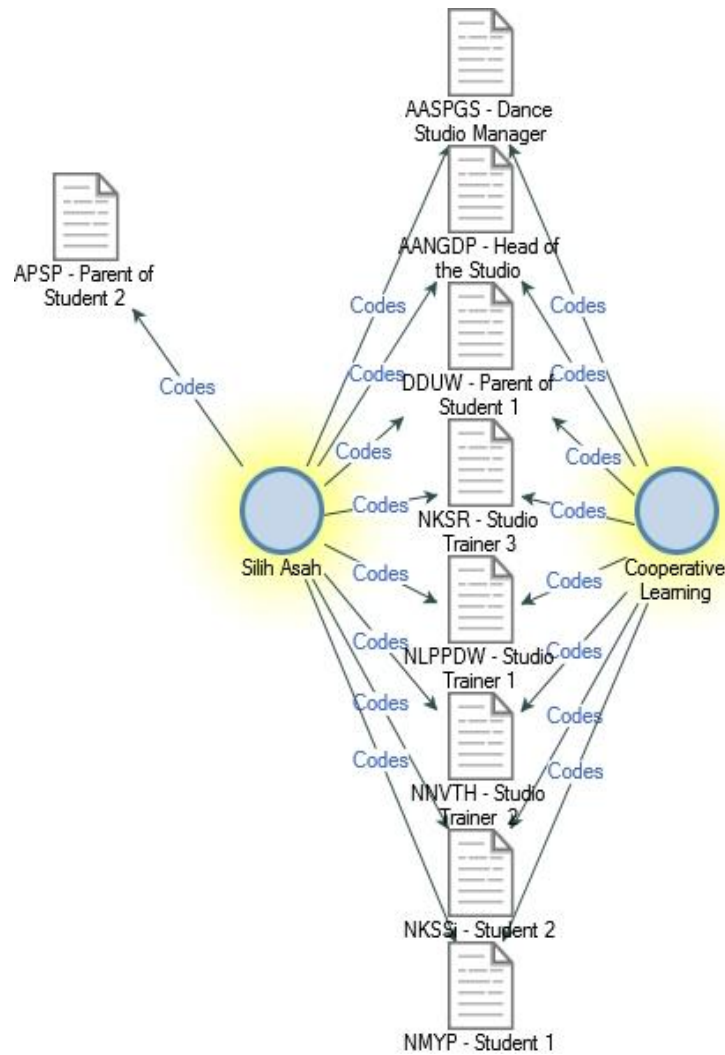 AASPGS - Dance
Studio Manager
APSP - Parent of
Student 2
AANGDP - Head of
the Studio
Codes
Codes
Codes
Codes
Codes
DDUW - Parent of
Student 1
Codes
Codes
Codes
Codes
NKSR - Studio
Trainer 3
Silih Asah
Cooperative
Learning
Codes
Codes
NLPPDW - Studio
Trainer 1
Codes
Codes
Codes
Codes
Codes
Codes
NNVTH - Studio
Trainer 2
NKSSi - Student 2
NMYP - Student 1